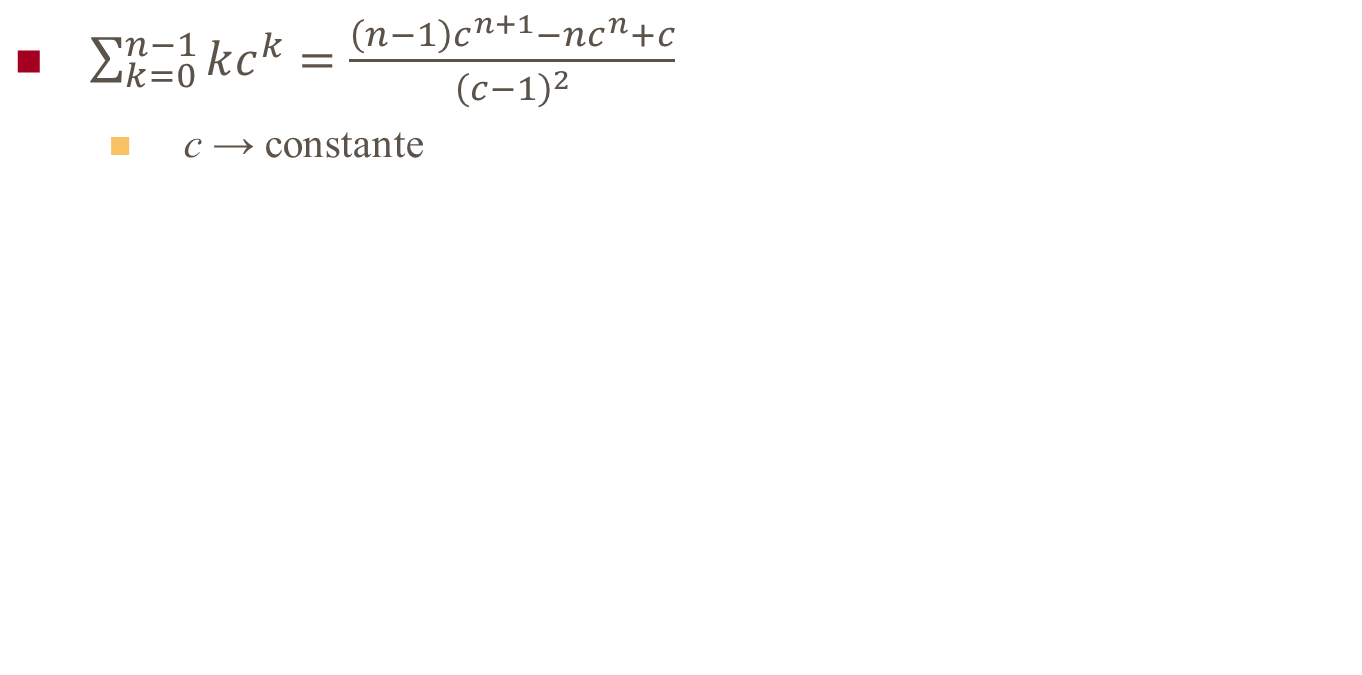 ∑_{k=0}^{n−1} kc^k = ((n−1)c^{n+1}−nc^n+c)/((c−1)^2)
c → constante